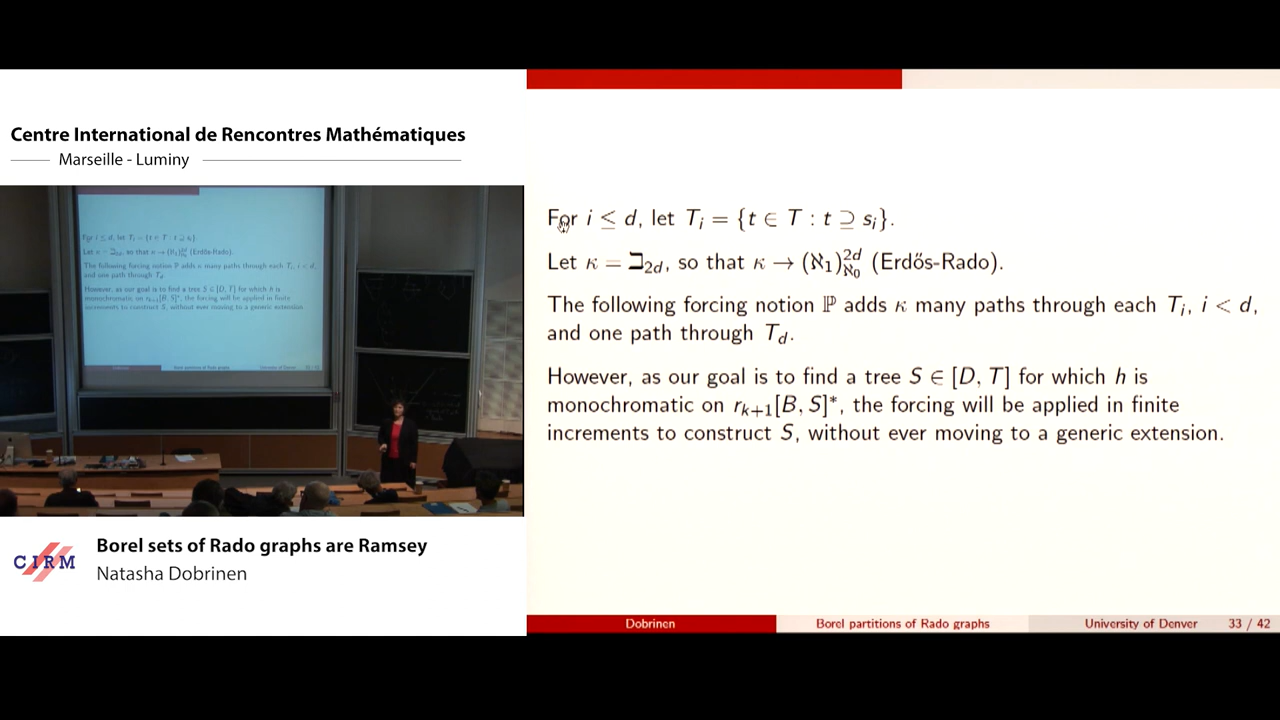 Centre International de Rencontres Mathématiques
Marseille - Luminy
CIRM
Borel sets of Rado graphs are Ramsey
Natasha Dobrinen
For i ≤ d, let T_i = {t ∈ T : t ⊇ s_i}.
Let κ = ℶ_{2d}, so that κ → (ℵ_1)^{2d}_{ℵ_0} (Erdős-Rado).
The following forcing notion ℙ adds κ many paths through each T_i, i < d,
and one path through T_d.
However, as our goal is to find a tree S ∈ [D, T] for which h is
monochromatic on r_{k+1}[B, S]*, the forcing will be applied in finite
increments to construct S, without ever moving to a generic extension.
Dobrinen
Borel partitions of Rado graphs
University of Denver
33 / 42